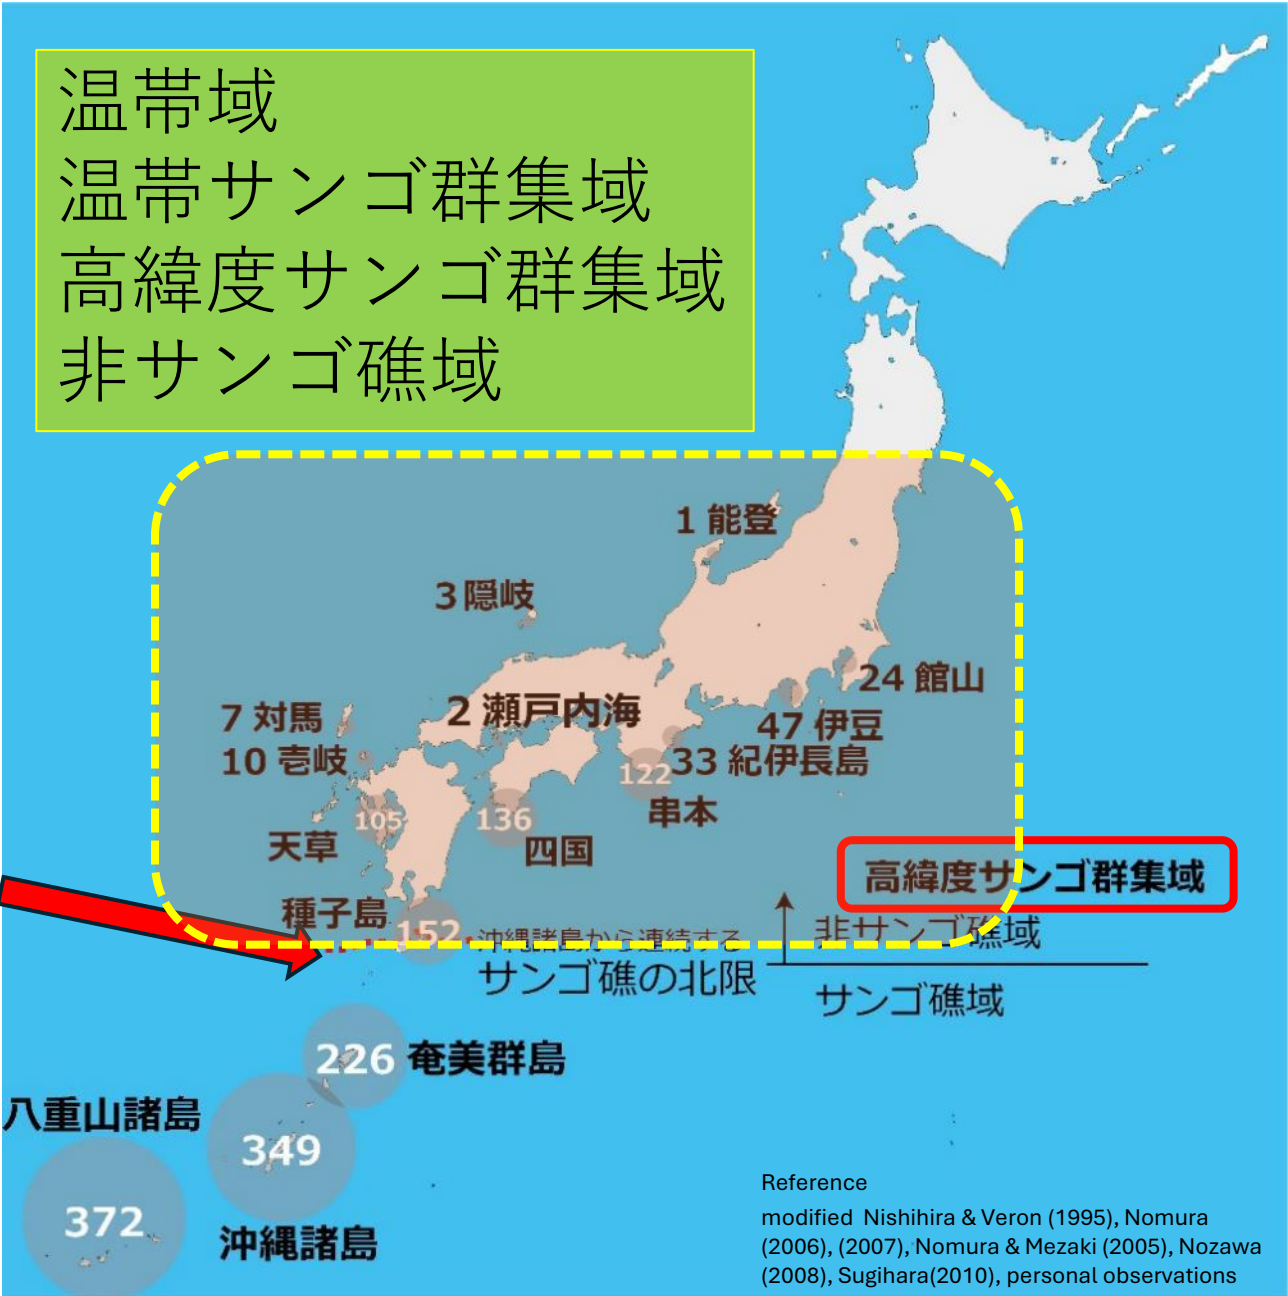 温帯域
温帯サンゴ群集域
高緯度サンゴ群集域
非サンゴ礁域
1 能登
3 隠岐
24 館山
7 対馬
2 瀬戸内海
47 伊豆
10 壱岐
122
33 紀伊長島
105
136
串本
天草
四国
高緯度サンゴ群集域
種子島
152
沖縄諸島から連続する
サンゴ礁の北限
非サンゴ礁域
サンゴ礁域
226 奄美群島
八重山諸島
349
372
沖縄諸島
Reference
modified Nishihira & Veron (1995), Nomura
(2006), (2007), Nomura & Mezaki (2005), Nozawa
(2008), Sugihara(2010), personal observations